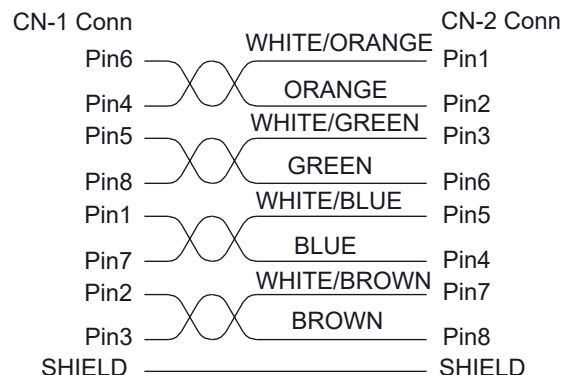 CN-1 Conn CN-2 Conn
Pin6 WHITE/ORANGE Pin1
Pin4 ORANGE Pin2
Pin5 WHITE/GREEN Pin3
Pin8 GREEN Pin6
Pin1 WHITE/BLUE Pin5
Pin7 BLUE Pin4
Pin2 WHITE/BROWN Pin7
Pin3 BROWN Pin8
SHIELD SHIELD